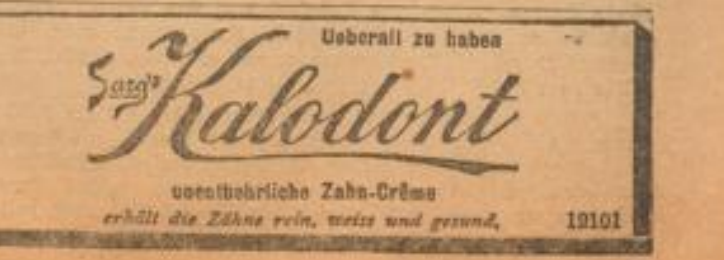 Ueberall zu haben
Sarg's Kalodont
unentbehrliche Zahn-Crême
erhält die Zähne rein, weiss und gesund.
19101